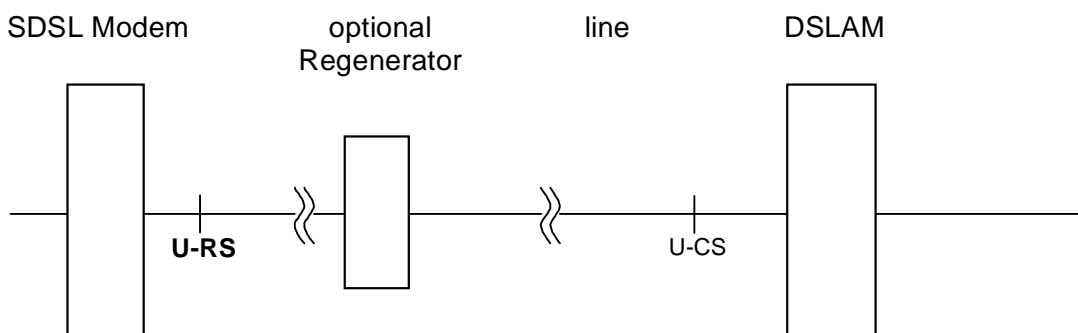 SDSL Modem
optional
Regenerator
line
DSLAM
U-RS
U-CS